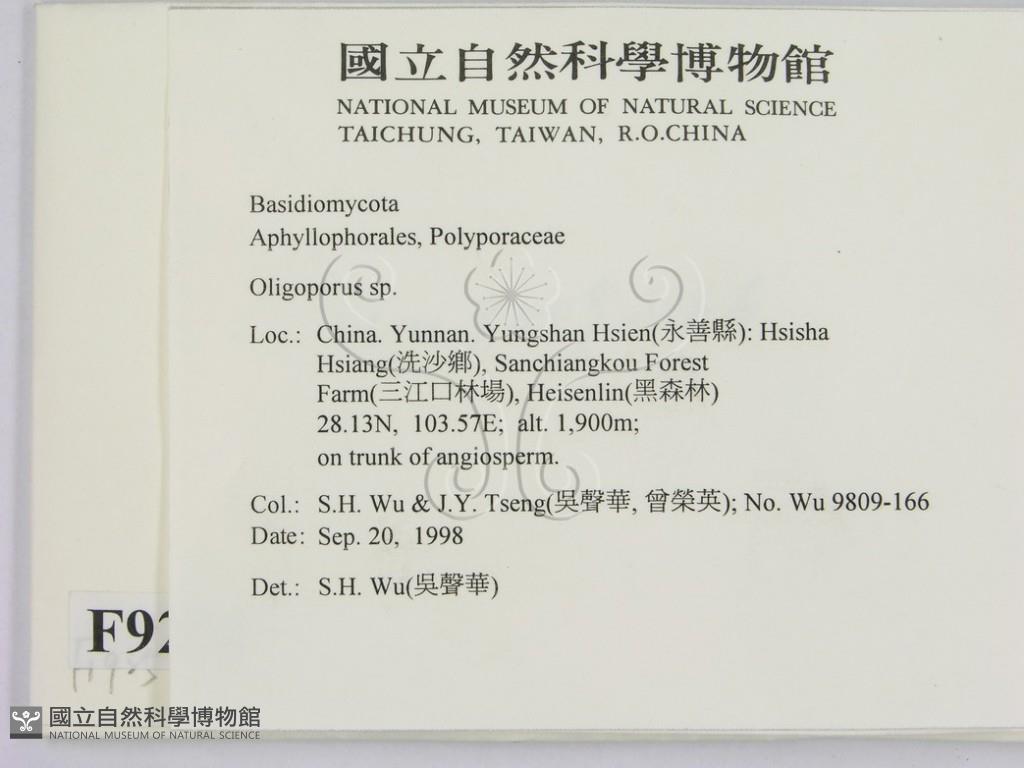 國立自然科學博物館
NATIONAL MUSEUM OF NATURAL SCIENCE
TAICHUNG, TAIWAN, R.O.CHINA
Basidiomycota
Aphyllophorales, Polyporaceae
Oligoporus sp.
Loc.: China. Yunnan. Yungshan Hsien(永善縣): Hsisha
Hsiang(洗沙鄉), Sanchiangkou Forest
Farm(三江口林場), Heisenlin(黑森林)
28.13N, 103.57E; alt. 1,900m;
on trunk of angiosperm.
Col.: S.H. Wu & J.Y. Tseng(吳聲華, 曾榮英); No. Wu 9809-166
Date: Sep. 20, 1998
Det.: S.H. Wu(吳聲華)
F92
國立自然科學博物館
NATIONAL MUSEUM OF NATURAL SCIENCE